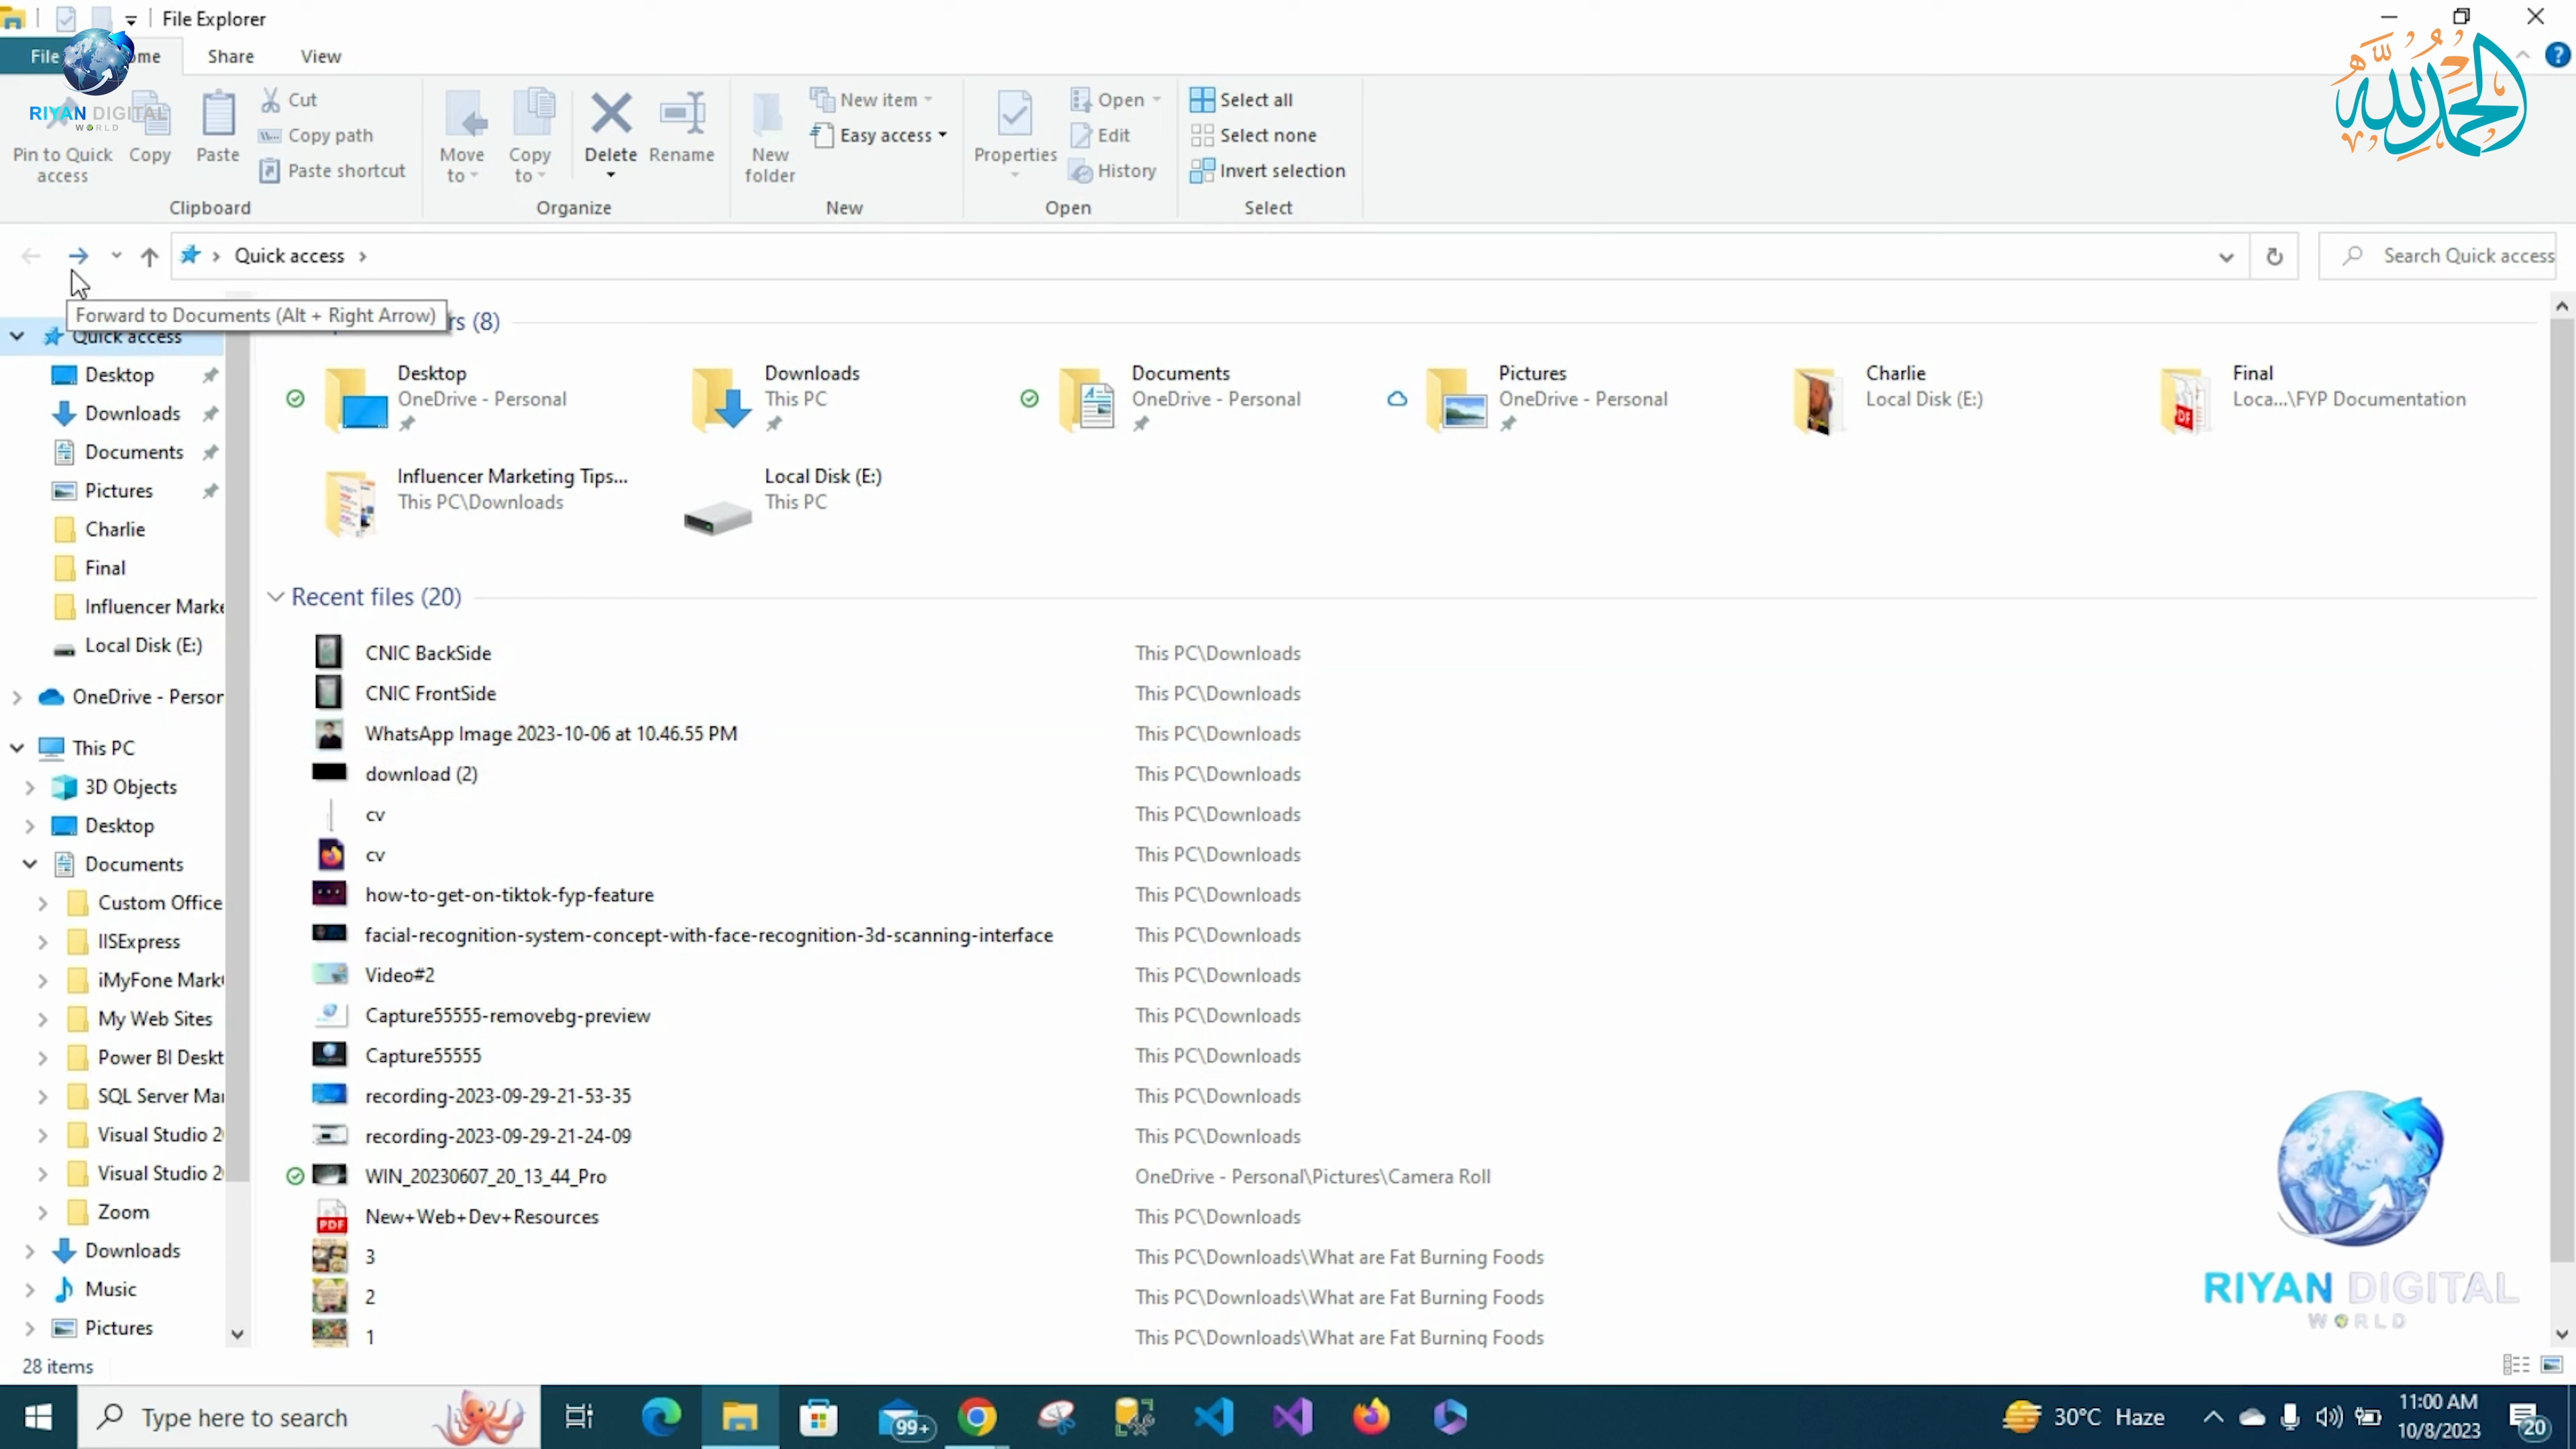 File Explorer
File
ome
Share
View
الحمد لله
RIYAN DIGITAL
WORLD
Pin to Quick access
Copy
Paste
Cut
Copy path
Paste shortcut
Clipboard
Move to
Copy to
Delete
Rename
Organize
New folder
New item
Easy access
New
Properties
Open
Edit
History
Open
Select all
Select none
Invert selection
Select
Quick access
Search Quick access
Forward to Documents (Alt + Right Arrow)
rs (8)
Quick access
Desktop
Downloads
Documents
Pictures
Charlie
Final
Influencer Marke
Local Disk (E:)
OneDrive - Person
This PC
3D Objects
Desktop
Documents
Custom Office
IISExpress
iMyFone Mark
My Web Sites
Power BI Deskt
SQL Server Mar
Visual Studio 2
Visual Studio 2
Zoom
Downloads
Music
Pictures
Desktop
OneDrive - Personal
Downloads
This PC
Documents
OneDrive - Personal
Pictures
OneDrive - Personal
Charlie
Local Disk (E:)
Final
Loca...\FYP Documentation
Influencer Marketing Tips...
This PC\Downloads
Local Disk (E:)
This PC
Recent files (20)
CNIC BackSide This PC\Downloads
CNIC FrontSide This PC\Downloads
WhatsApp Image 2023-10-06 at 10.46.55 PM This PC\Downloads
download (2) This PC\Downloads
cv This PC\Downloads
cv This PC\Downloads
how-to-get-on-tiktok-fyp-feature This PC\Downloads
facial-recognition-system-concept-with-face-recognition-3d-scanning-interface This PC\Downloads
Video#2 This PC\Downloads
Capture55555-removebg-preview This PC\Downloads
Capture55555 This PC\Downloads
recording-2023-09-29-21-53-35 This PC\Downloads
recording-2023-09-29-21-24-09 This PC\Downloads
WIN_20230607_20_13_44_Pro OneDrive - Personal\Pictures\Camera Roll
New+Web+Dev+Resources This PC\Downloads
3 This PC\Downloads\What are Fat Burning Foods
2 This PC\Downloads\What are Fat Burning Foods
1 This PC\Downloads\What are Fat Burning Foods
RIYAN DIGITAL
WORLD
28 items
Type here to search
99+
30°C Haze
11:00 AM
10/8/2023
20